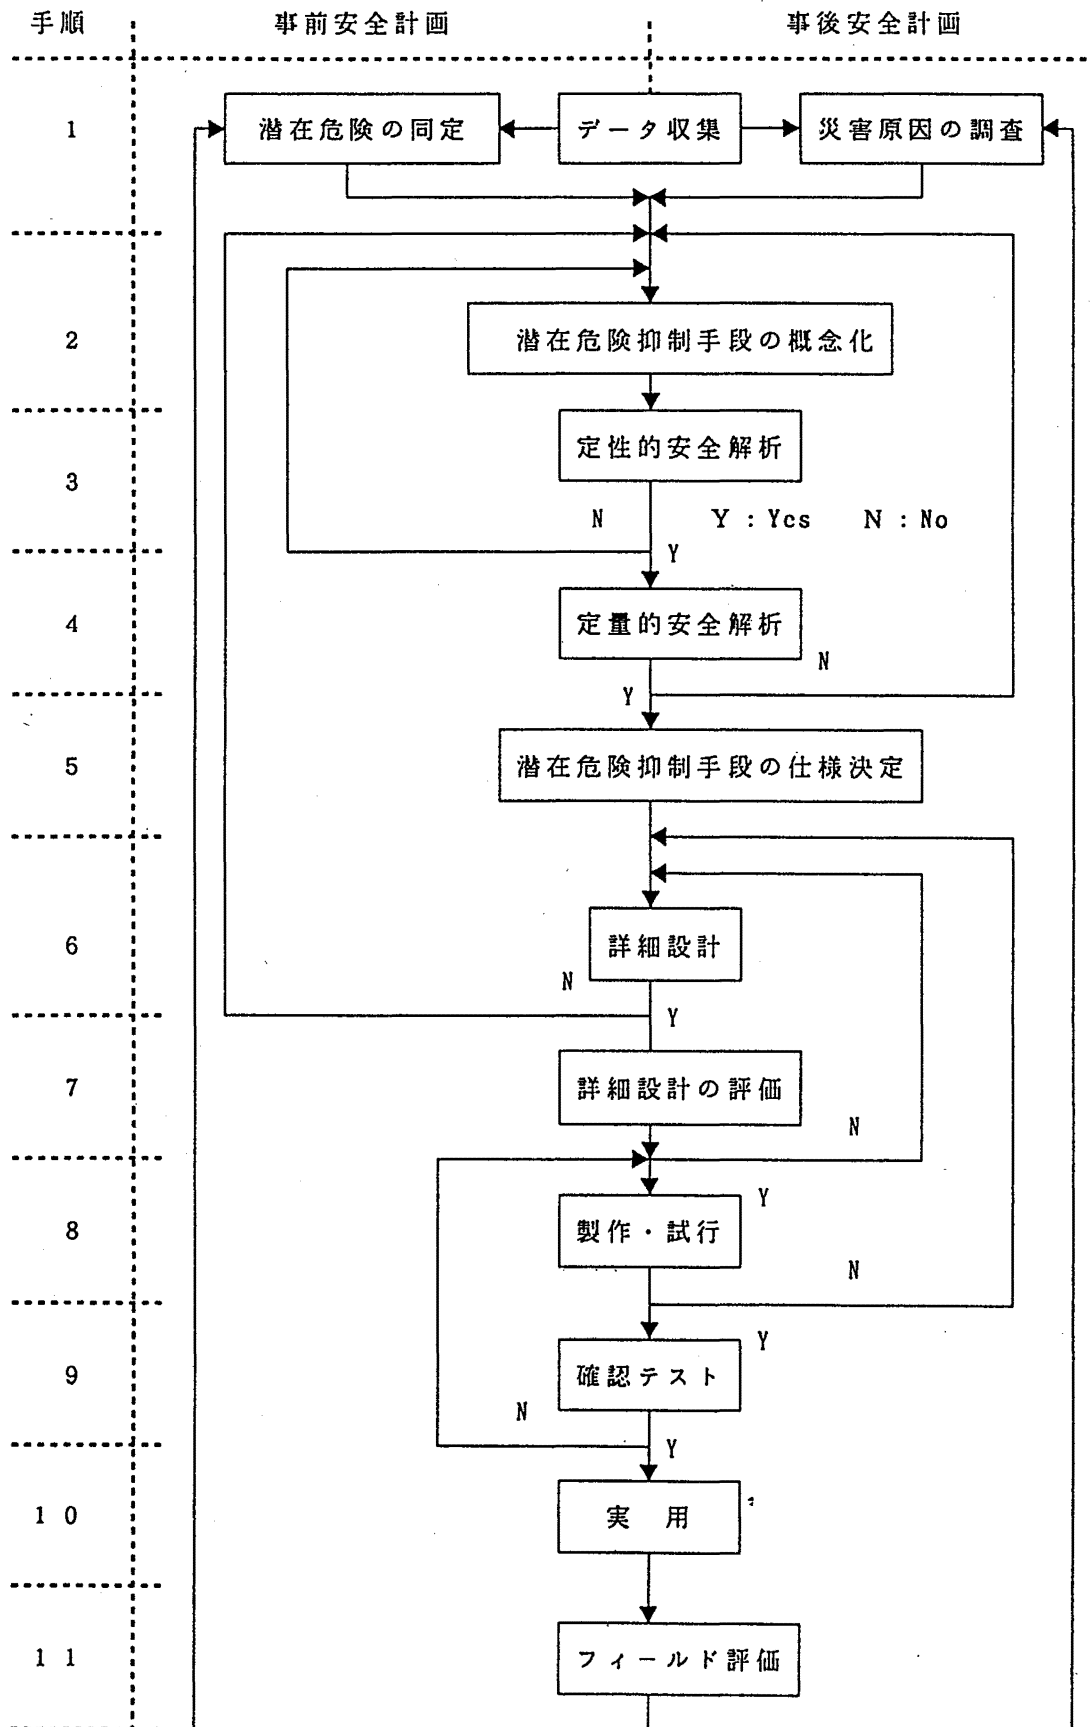 手順 事前安全計画 事後安全計画
1 潜在危険の同定 データ収集 災害原因の調査
2 潜在危険抑制手段の概念化
定性的安全解析
3
N Y:Ycs N:No
Y
4 定量的安全解析
N
Y
5 潜在危険抑制手段の仕様決定
6 詳細設計
N
Y
7 詳細設計の評価
N
Y
8 製作・試行
N
Y
9 確認テスト
N
Y
10 実 用
11 フィールド評価